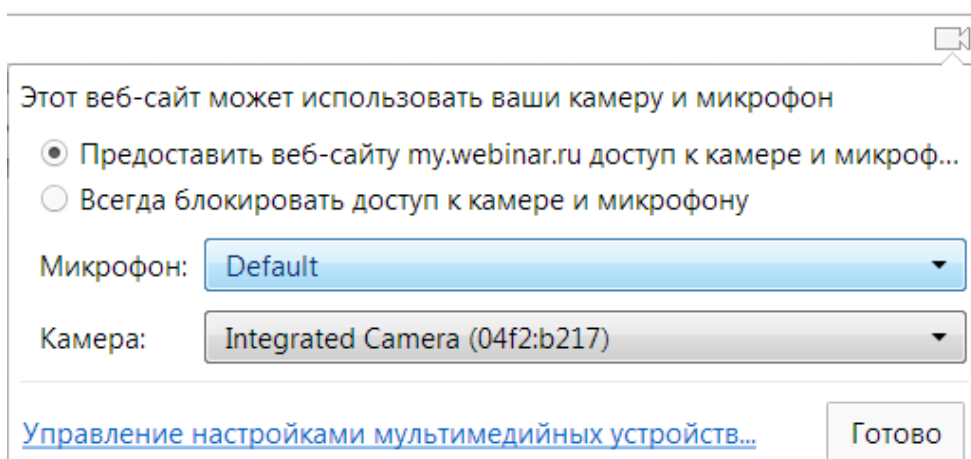 Этот веб-сайт может использовать ваши камеру и микрофон
Предоставить веб-сайту my.webinar.ru доступ к камере и микроф...
Всегда блокировать доступ к камере и микрофону
Микрофон: Default
Камера: Integrated Camera (04f2:b217)
Управление настройками мультимедийных устройств... Готово